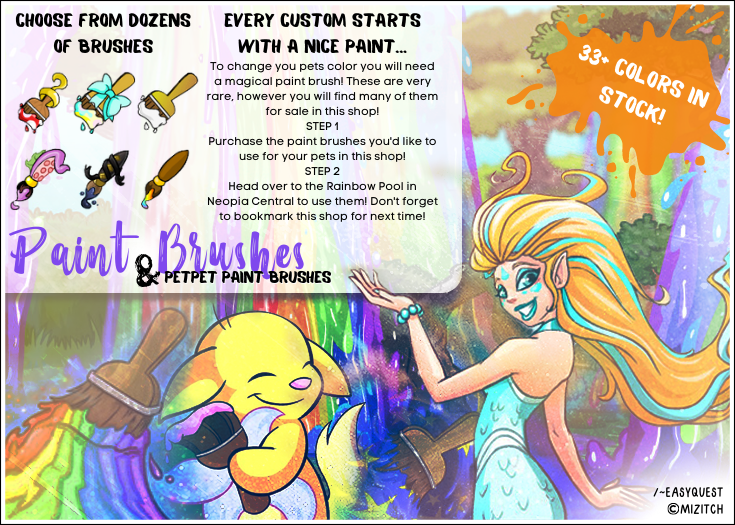 CHOOSE FROM DOZENS
OF BRUSHES
EVERY CUSTOM STARTS
WITH A NICE PAINT...
To change you pets color you will need
a magical paint brush! These are very
rare, however you will find many of them
for sale in this shop!
STEP 1
Purchase the paint brushes you'd like to
use for your pets in this shop!
STEP 2
Head over to the Rainbow Pool in
Neopia Central to use them! Don't forget
to bookmark this shop for next time!
33+ COLORS IN
STOCK!
Paint Brushes
& PETPET PAINT BRUSHES
/~EASYQUEST
©MIZITCH